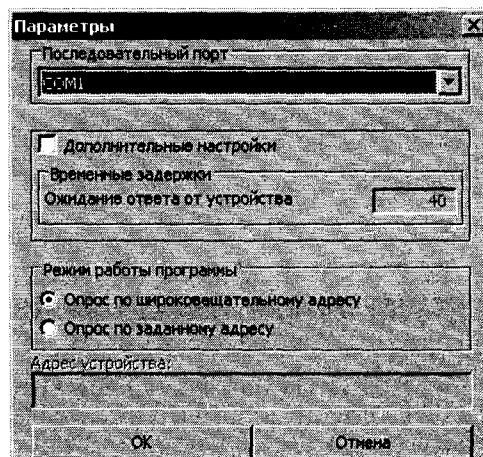 Параметры
Последовательный порт
COM1
Дополнительные настройки
Временные задержки
Ожидание ответа от устройства 40
Режим работы программы
Опрос по широковещательному адресу
Опрос по заданному адресу
Адрес устройства:
OK Отмена